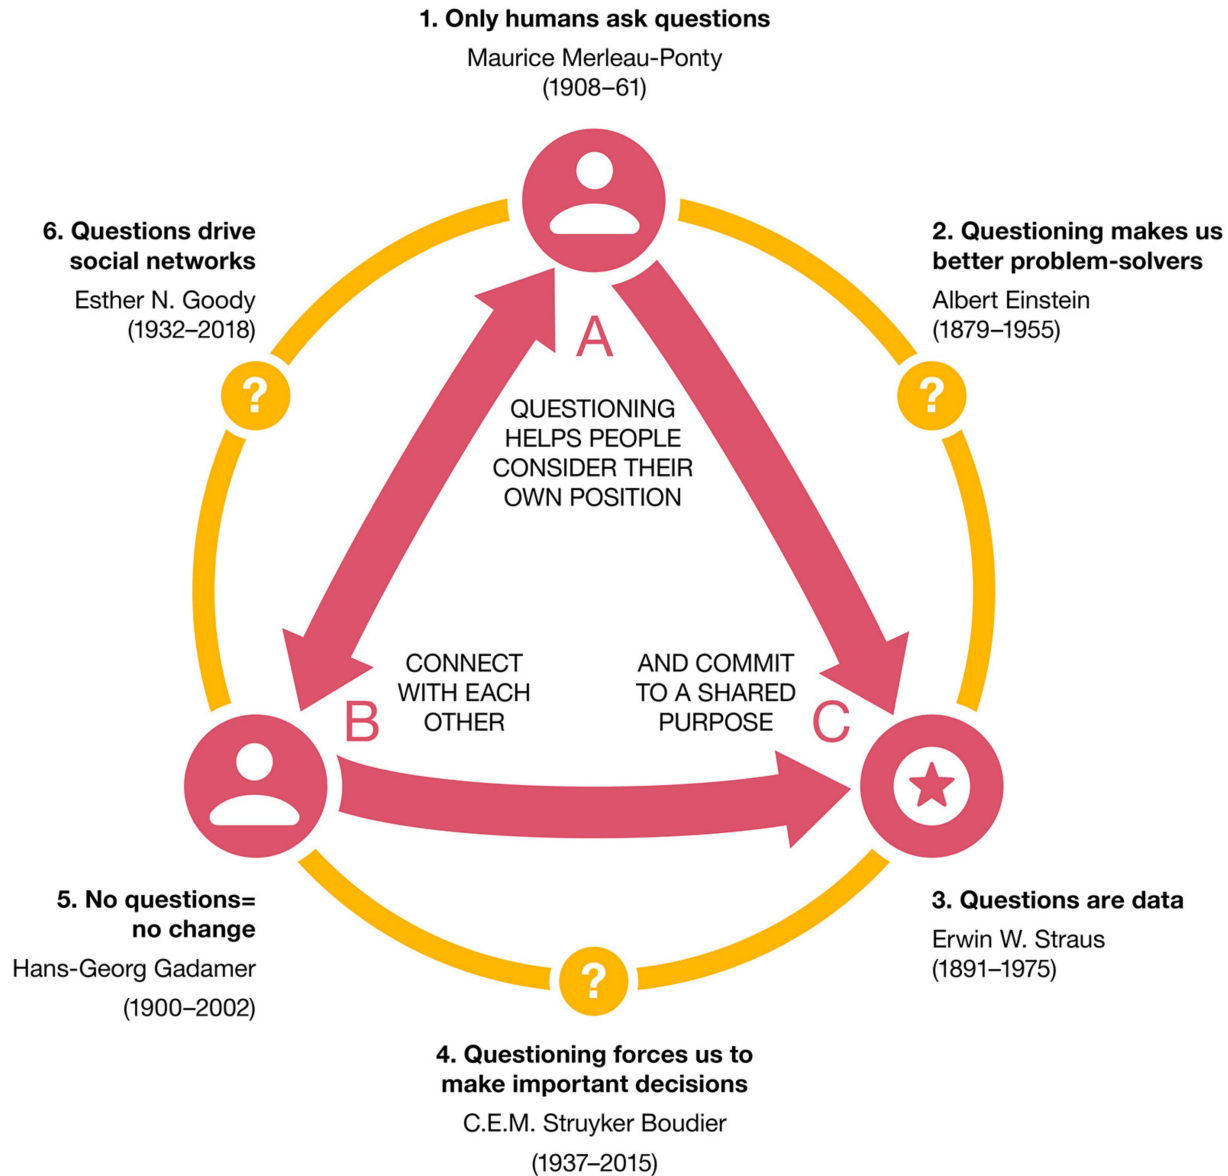 1. Only humans ask questions
Maurice Merleau-Ponty
(1908–61)
2. Questioning makes us
better problem-solvers
Albert Einstein
(1879–1955)
3. Questions are data
Erwin W. Straus
(1891–1975)
4. Questioning forces us to
make important decisions
C.E.M. Struyker Boudier
(1937–2015)
5. No questions=
no change
Hans-Georg Gadamer
(1900–2002)
6. Questions drive
social networks
Esther N. Goody
(1932–2018)
?
?
?
A
QUESTIONING
HELPS PEOPLE
CONSIDER THEIR
OWN POSITION
B
CONNECT
WITH EACH
OTHER
AND COMMIT
TO A SHARED
PURPOSE
C